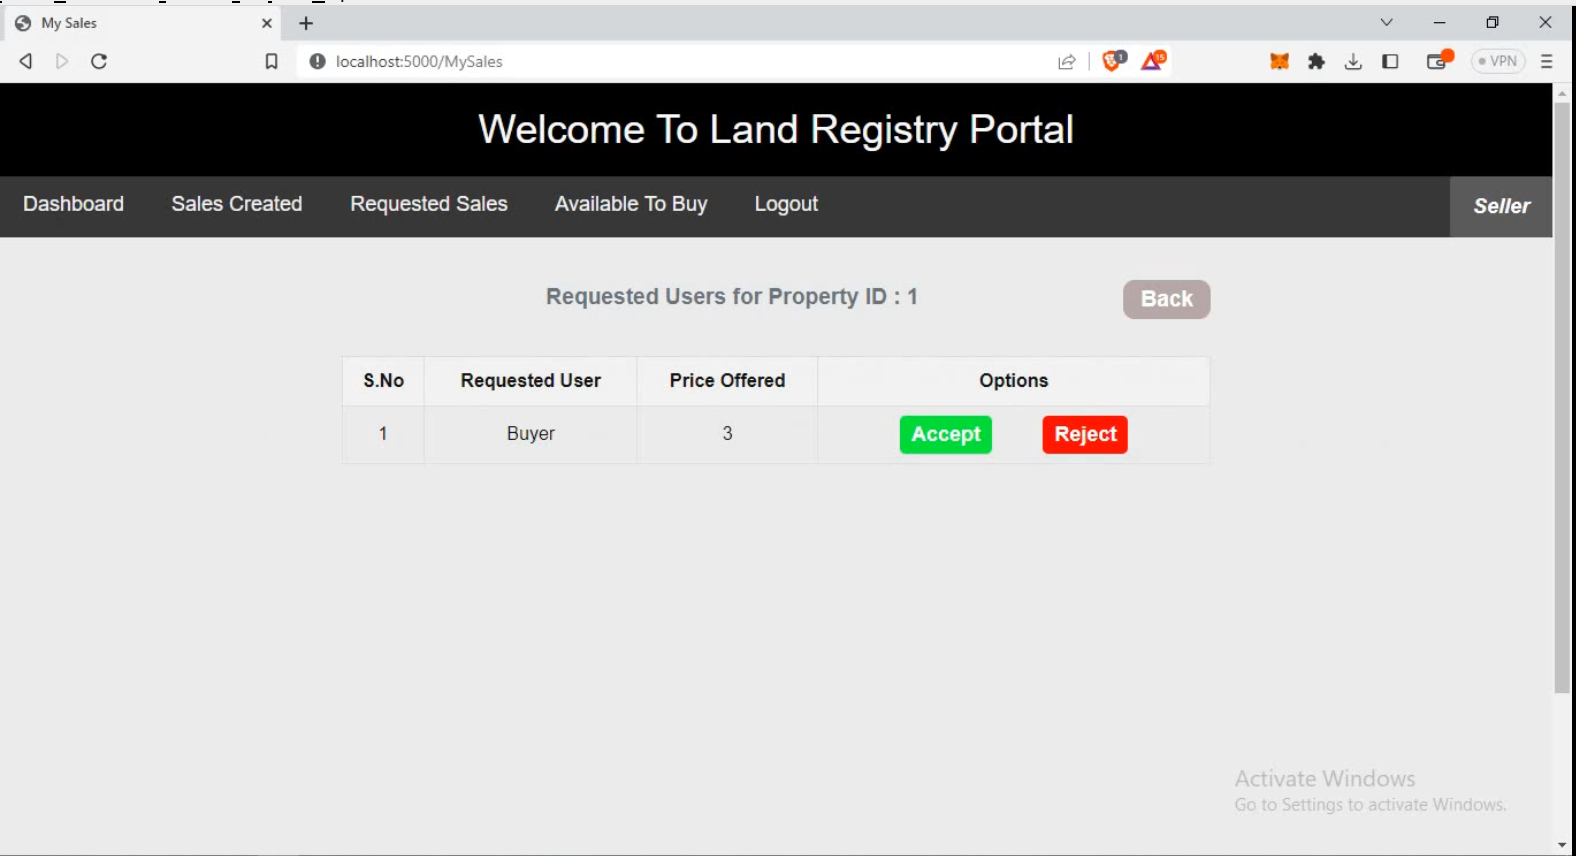 My Sales
localhost:5000/MySales
1
15
VPN
Welcome To Land Registry Portal
Dashboard Sales Created Requested Sales Available To Buy Logout Seller
Requested Users for Property ID : 1 Back
S.No Requested User Price Offered Options
1 Buyer 3 Accept Reject
Activate Windows
Go to Settings to activate Windows.